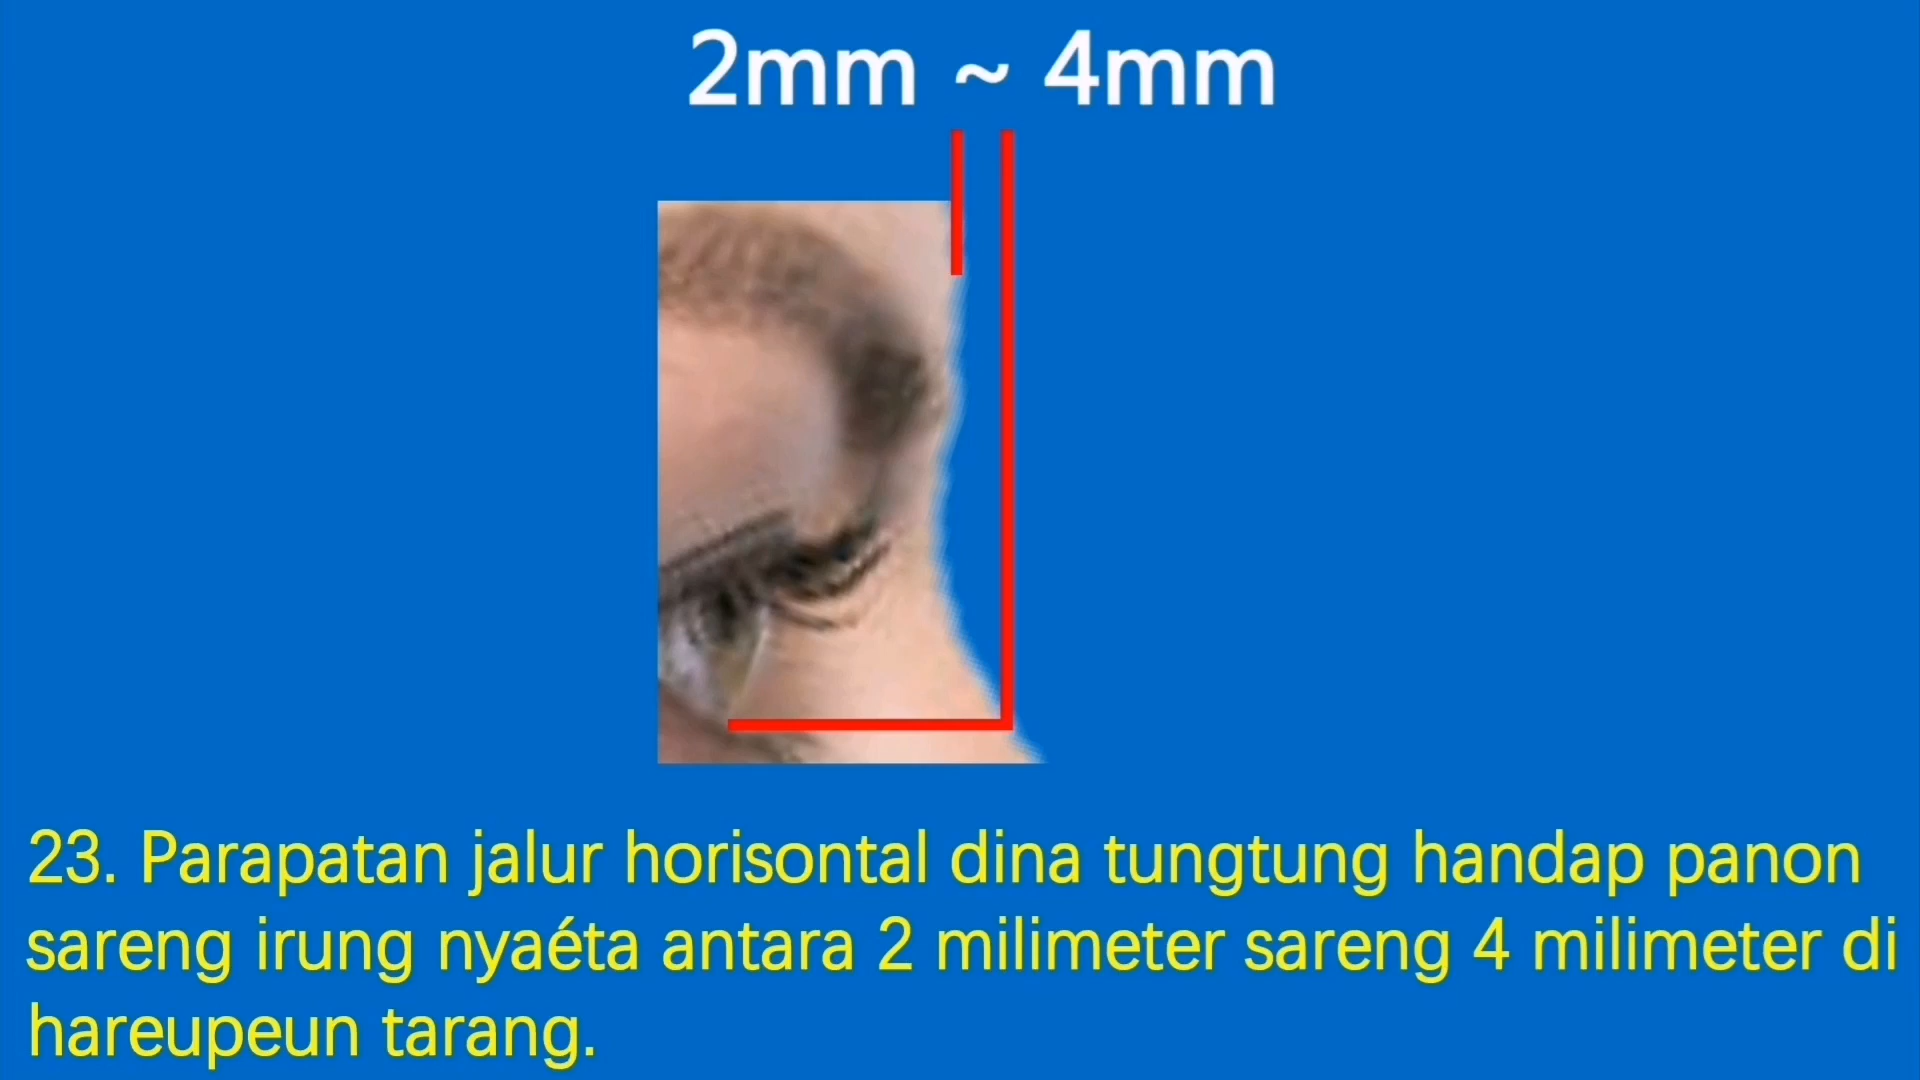 2mm ~ 4mm
23. Parapatan jalur horisontal dina tungtung handap panon
sareng irung nyaéta antara 2 milimeter sareng 4 milimeter di
hareupeun tarang.